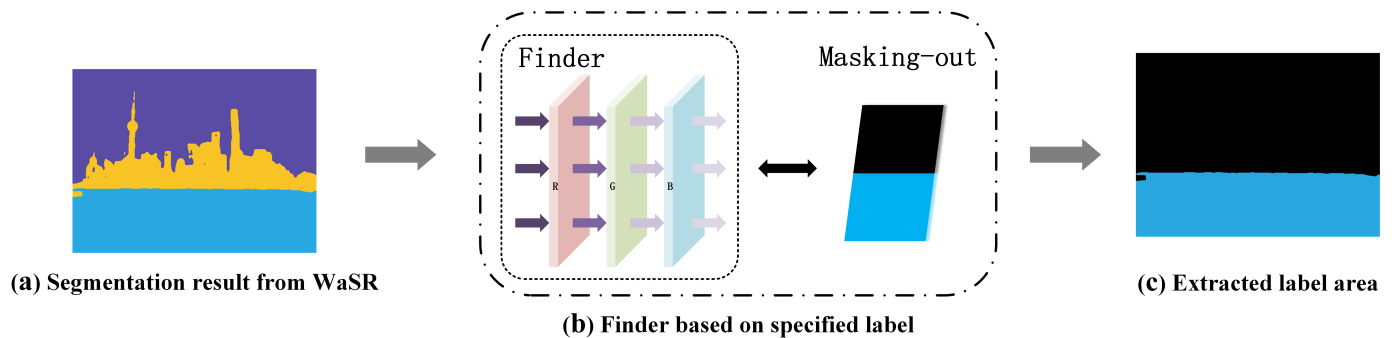 Finder
Masking-out
R
G
B
(a) Segmentation result from WaSR
(b) Finder based on specified label
(c) Extracted label area